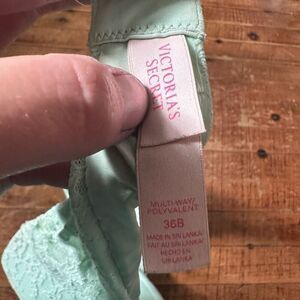 VICTORIA'S
SECRET
MULTI-WAY/
POLYVALENT
36B
MADE IN SRI LANKA/
FAIT AU SRI LANKA/
HECHO EN
SRI LANKA